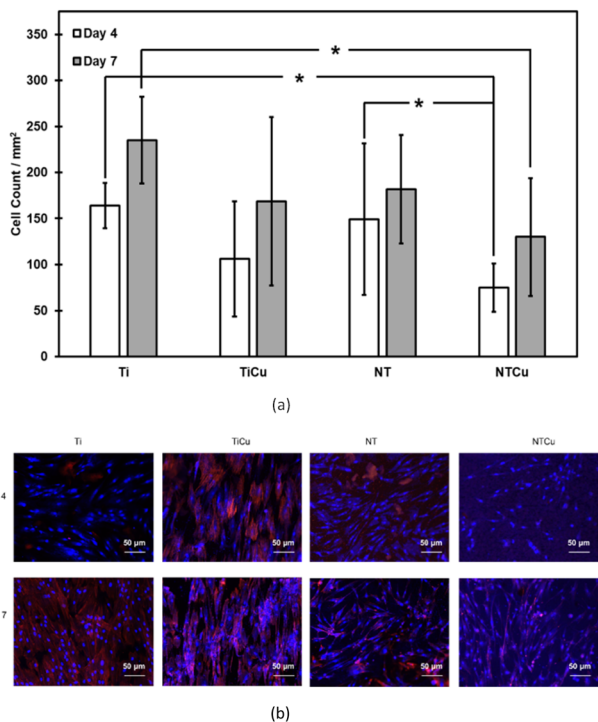 350
300
250
200
150
100
50
0
Cell Count / mm²
Day 4
Day 7
*
*
*
Ti TiCu NT NTCu
(a)
Ti TiCu NT NTCu
4
50 µm 50 µm 50 µm 50 µm
7
50 µm 50 µm 50 µm 50 µm
(b)